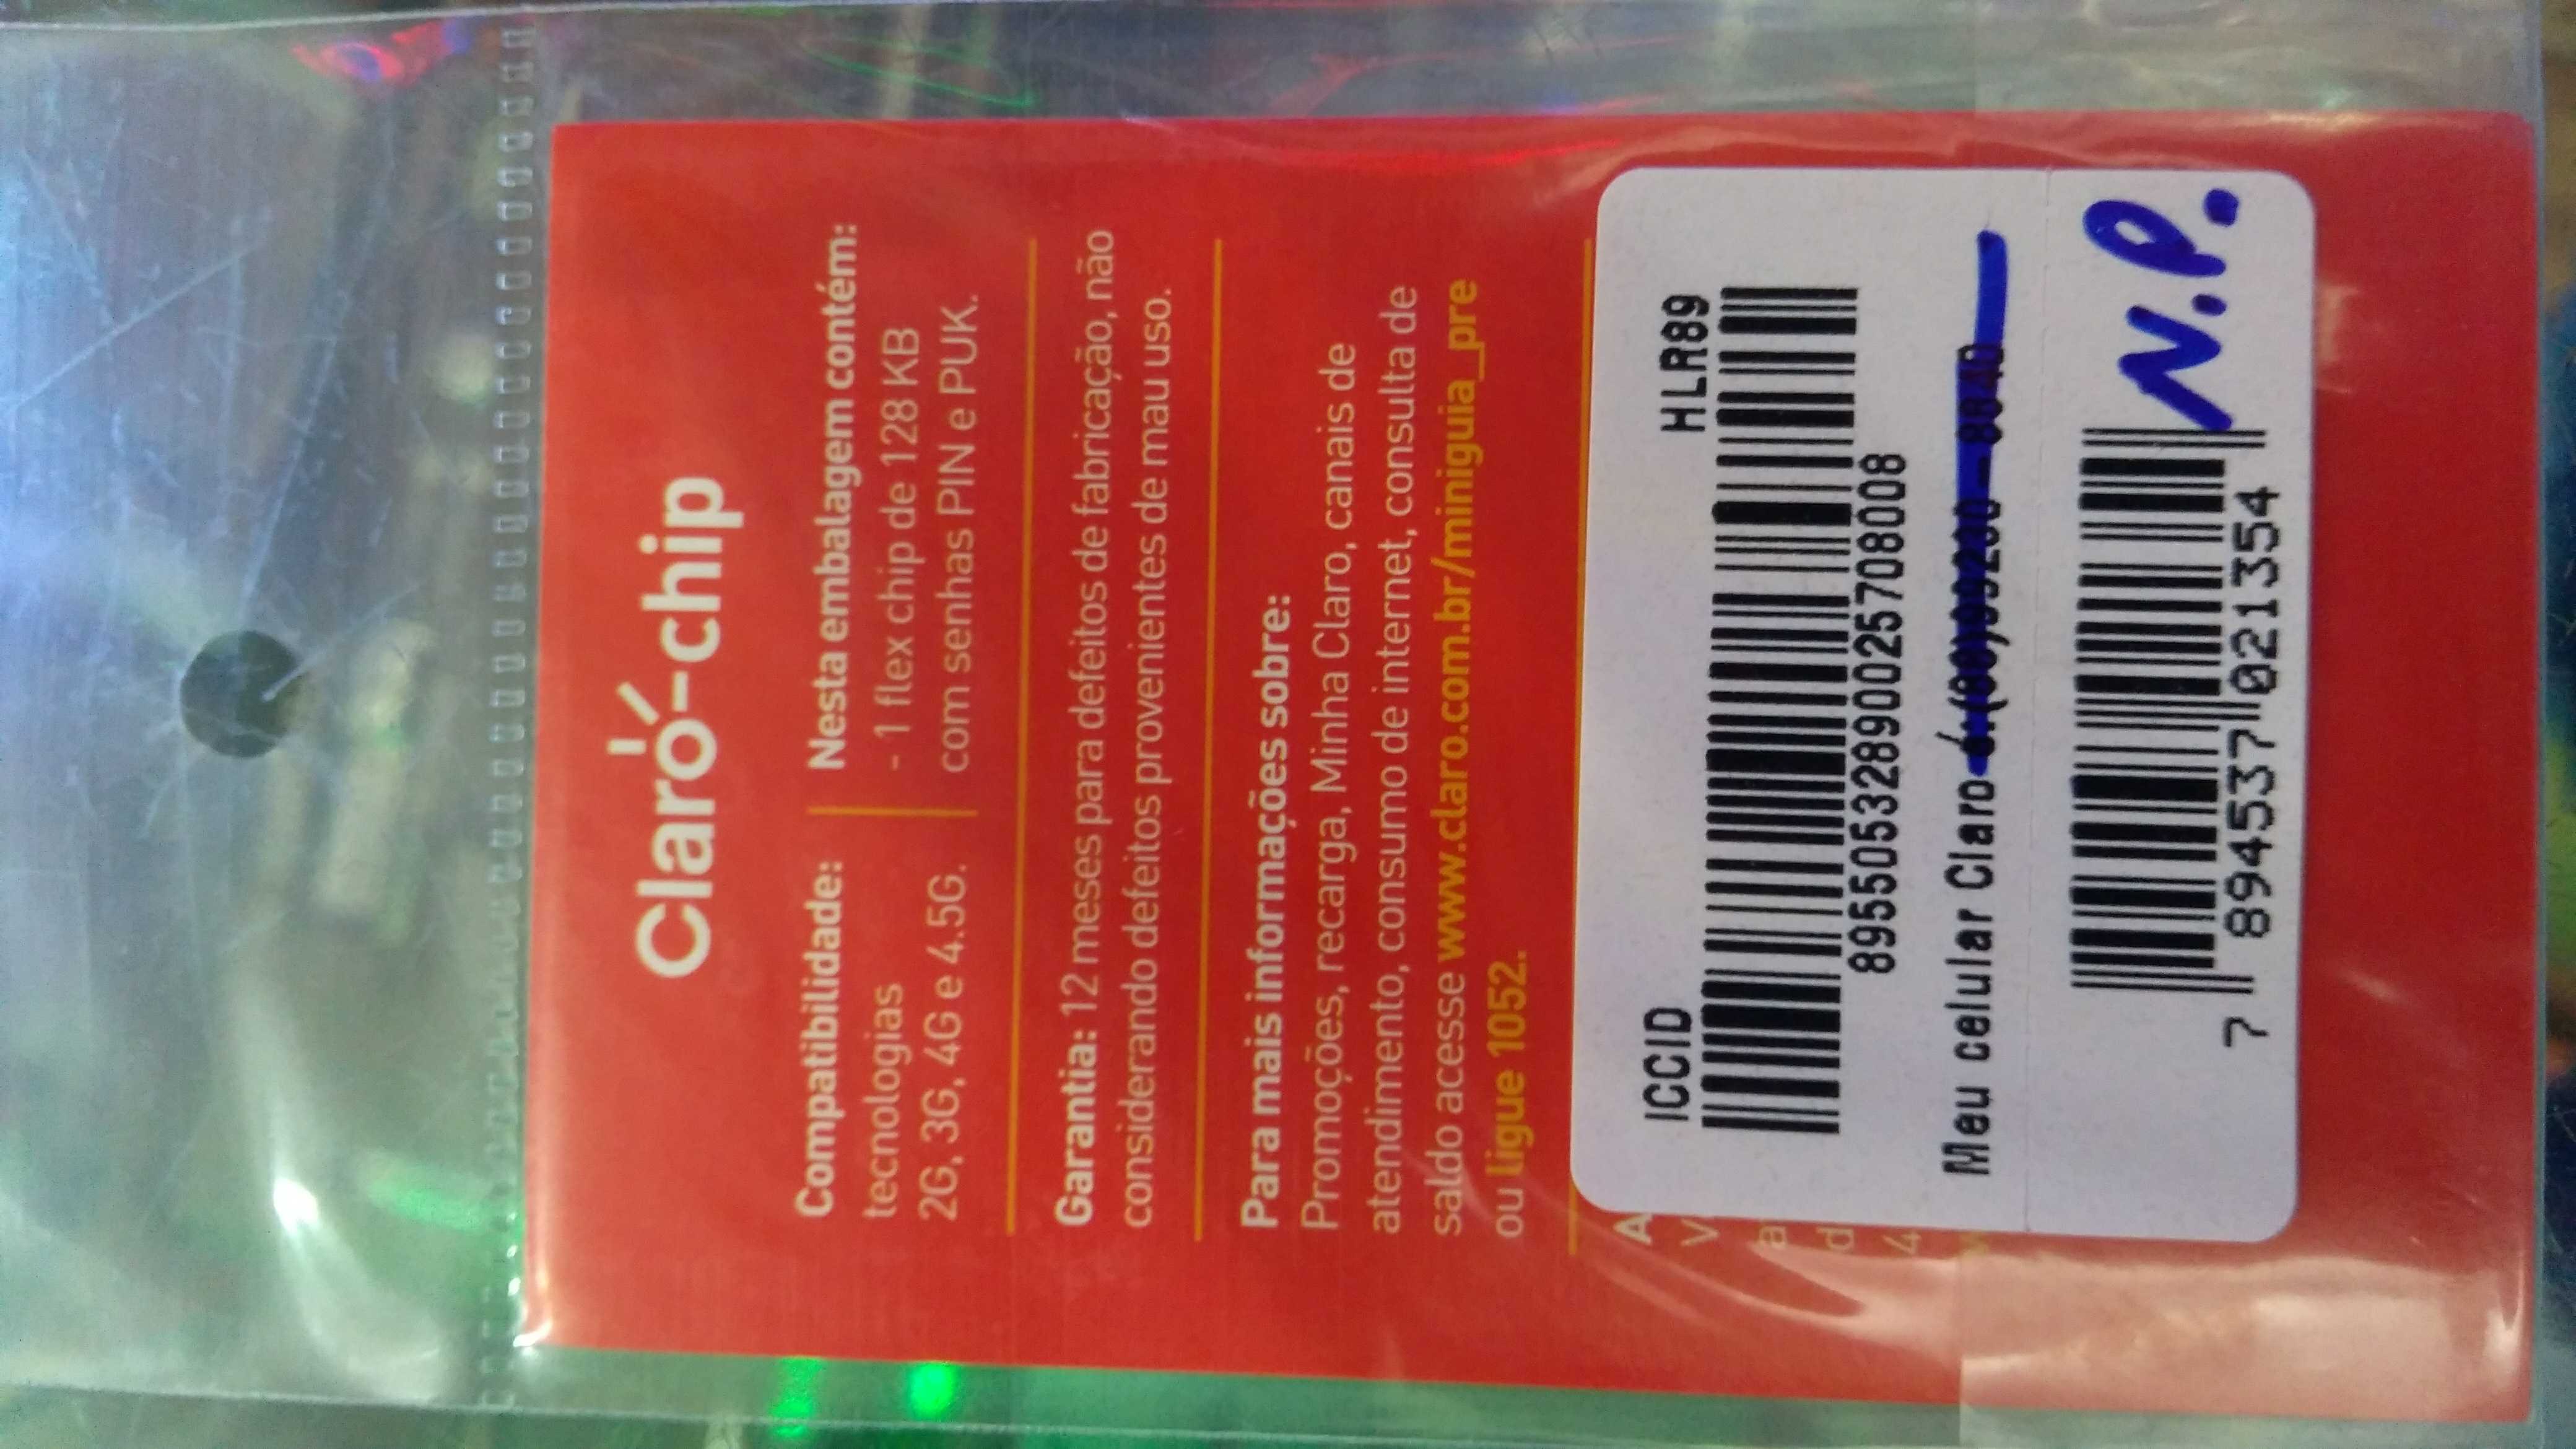 Claro-chip
Compatibilidade:
tecnologias
2G, 3G, 4G e 4.5G.
Nesta embalagem contém:
- 1 flex chip de 128 KB
com senhas PIN e PUK.
Garantia: 12 meses para defeitos de fabricação, não
considerando defeitos provenientes de mau uso.
Para mais informações sobre:
Promoções, recarga, Minha Claro, canais de
atendimento, consumo de internet, consulta de
saldo acesse www.claro.com.br/miniguia_pre
ou ligue 1052.
A
V
a
d
4
ICCID HLR89
89550532890025708008
Meu celular Claro
7 894537 021354
N.P.